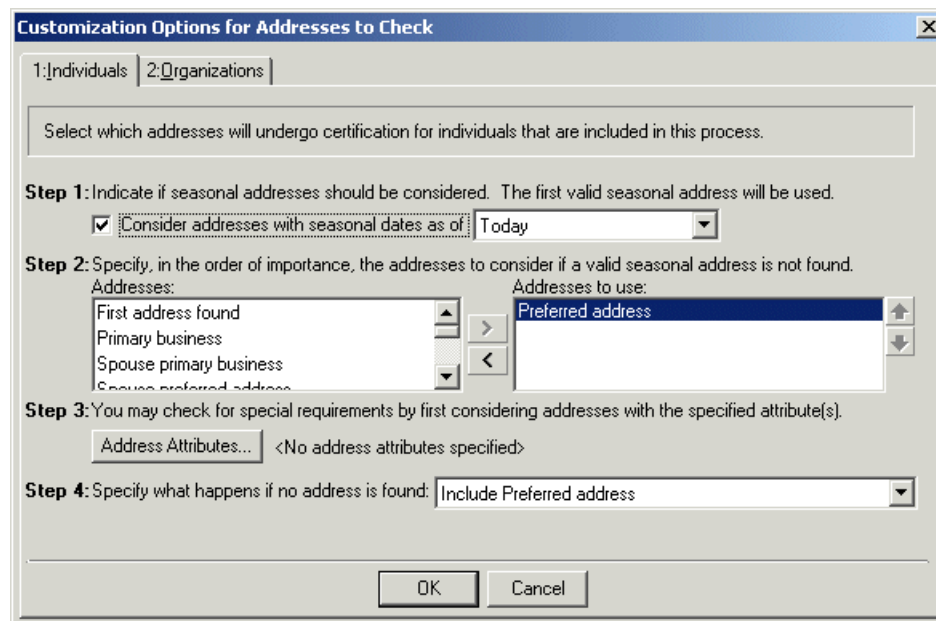 Customization Options for Addresses to Check
1:Individuals 2:Organizations
Select which addresses will undergo certification for individuals that are included in this process.
Step 1: Indicate if seasonal addresses should be considered. The first valid seasonal address will be used.
Consider addresses with seasonal dates as of Today
Step 2: Specify, in the order of importance, the addresses to consider if a valid seasonal address is not found.
Addresses: Addresses to use:
First address found Preferred address
Primary business
Spouse primary business
Spouse preferred address
Step 3: You may check for special requirements by first considering addresses with the specified attribute(s).
Address Attributes... <No address attributes specified>
Step 4: Specify what happens if no address is found: Include Preferred address
OK Cancel